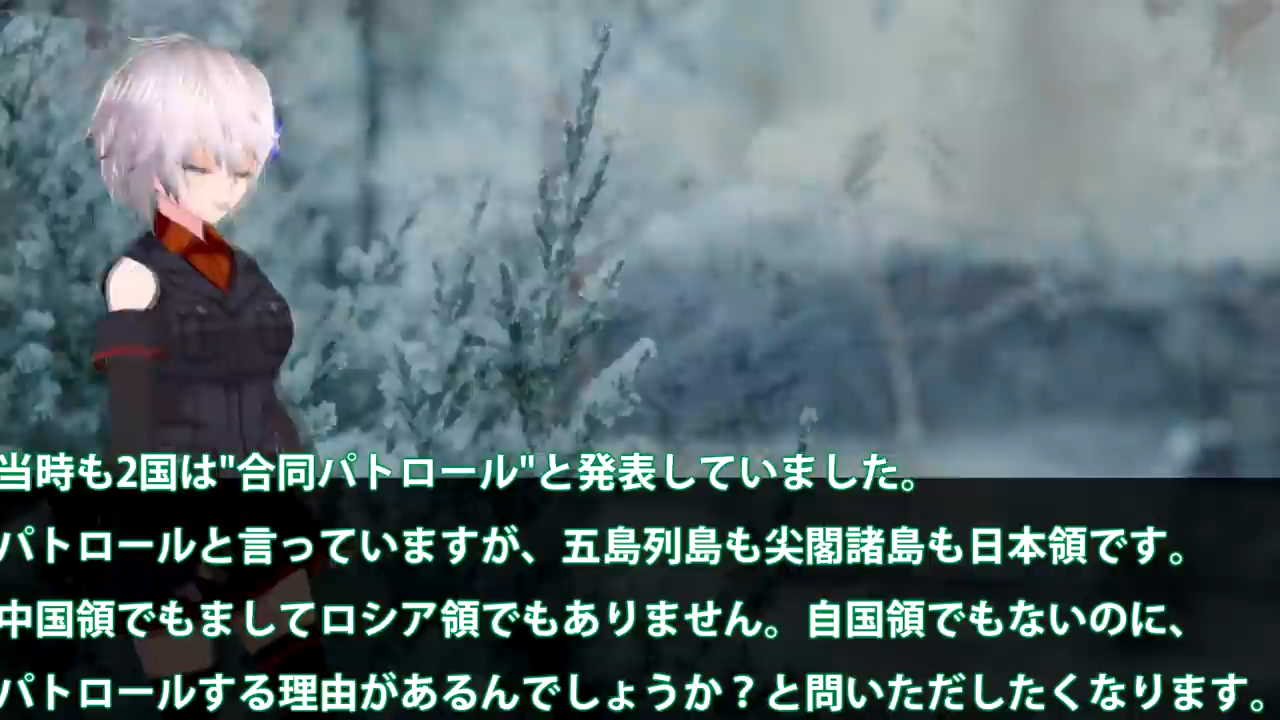 当時も2国は"合同パトロール"と発表していました。
パトロールと言っていますが、五島列島も尖閣諸島も日本領です。
中国領でもましてロシア領でもありません。自国領でもないのに、
パトロールする理由があるんでしょうか？と問いただしたくなります。